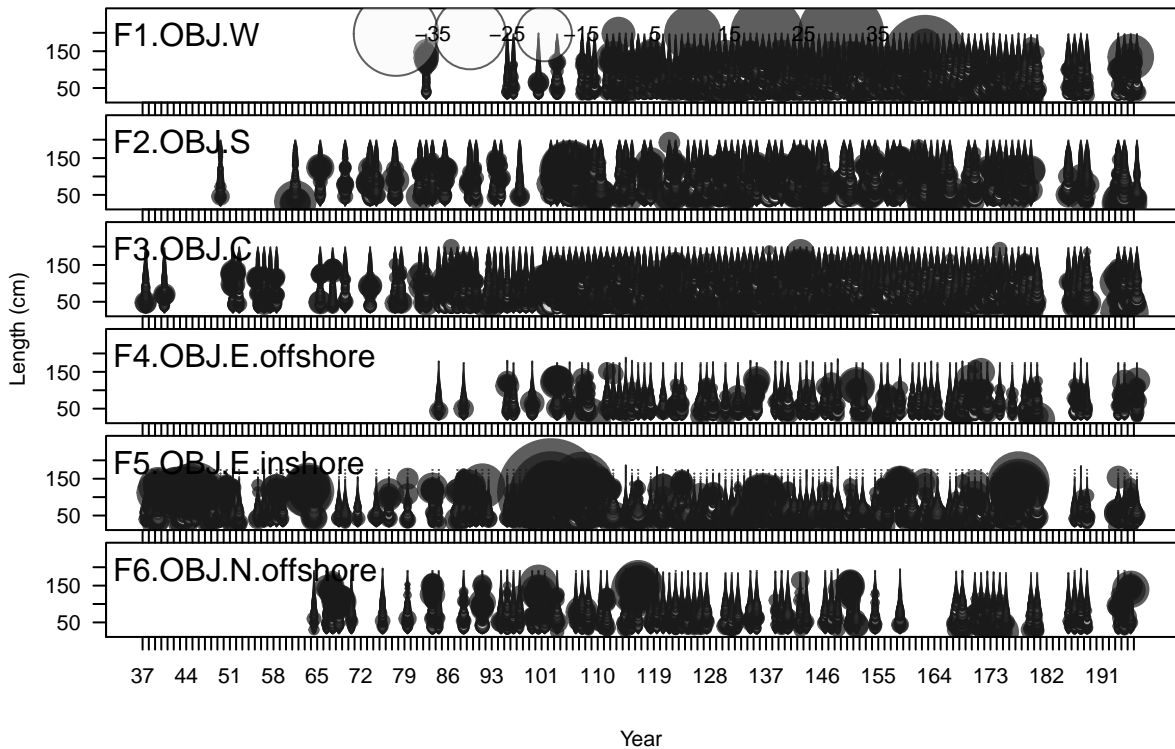 F1.OBJ.W
−35 −25 −15 5 15 25 35
150
50
F2.OBJ.S
150
50
F3.OBJ.C
150
50
F4.OBJ.E.offshore
150
50
F5.OBJ.E.inshore
150
50
F6.OBJ.N.offshore
150
50
Length (cm)
37 44 51 58 65 72 79 86 93 101 110 119 128 137 146 155 164 173 182 191
Year